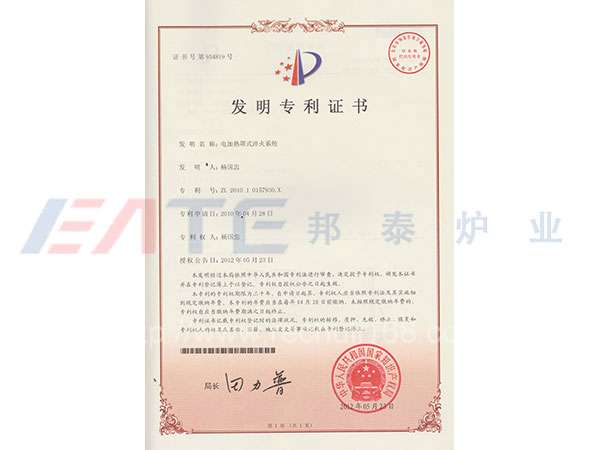 证书号第954819号
发明专利证书
发 明 名 称：电加热罩式淬火系统
发 明 人：杨国忠
专 利 号：ZL 2010 1 0157930.X
专利申请日：2010年04月28日
专 利 权 人：杨国忠
授权公告日：2012年05月23日
EATE 邦泰炉业
本发明经过本局依照中华人民共和国专利法进行审查，决定授予专利权，颁发本证书
并在专利登记簿上予以登记。专利权自授权公告之日起生效。
本专利的专利权期限为二十年，自申请日起算。专利权人应当依照专利法及其实施细
则规定缴纳年费。本专利的年费应当在每年04月28日前缴纳。未按照规定缴纳年费的，
专利权自应当缴纳年费期满之日起终止。
专利证书记载专利权登记时的法律状况。专利权的转移、质押、无效、终止、恢复和
专利权人的姓名或名称、国籍、地址变更等事项记载在专利登记簿上。
局长 田力普
中华人民共和国国家知识产权局
2012年05月23日
第1页（共1页）